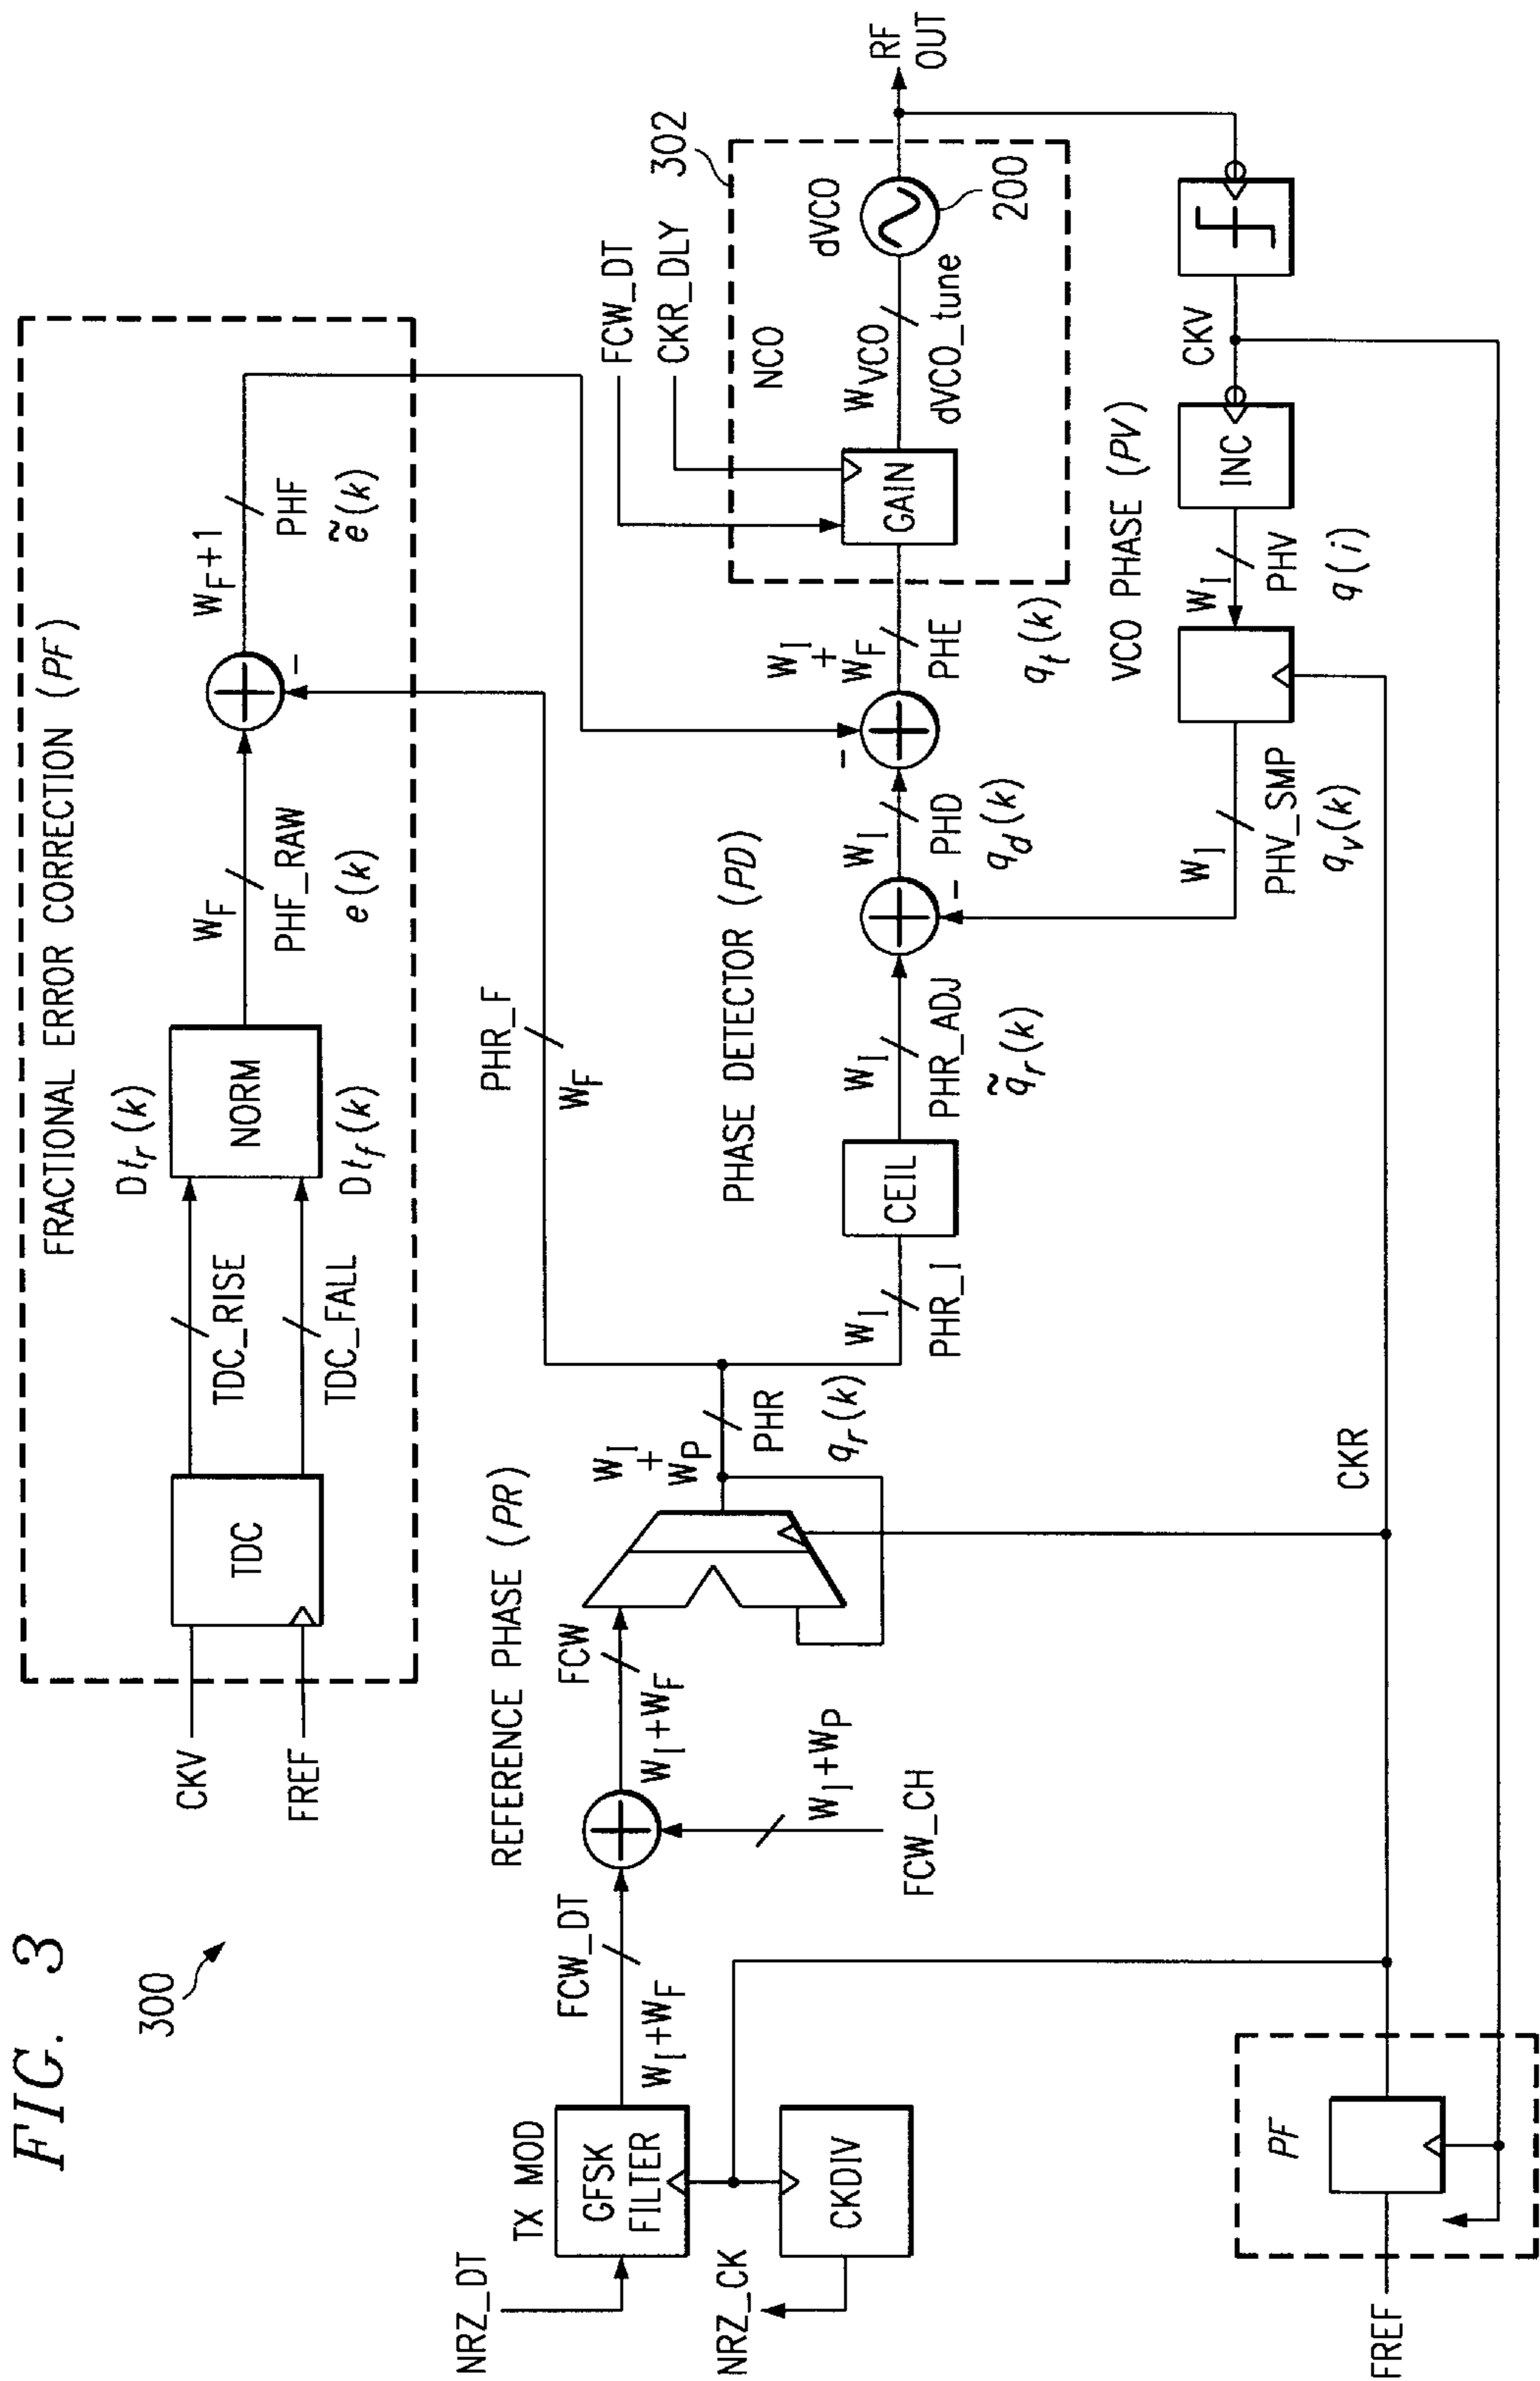 FIG. 3
300
FRACTIONAL ERROR CORRECTION (PF)
CKV
FREF
TDC
TDC_RISE
TDC_FALL
Dt_r(k)
NORM
Dt_f(k)
W_F
PHF_RAW
e(k)
-
W_F+1
PHF
ẽ(k)
REFERENCE PHASE (PR)
NRZ_DT
TX MOD
GFSK
FILTER
NRZ_CK
CKDIV
FCW_DT
W_I+W_F
FCW_CH
W_I+W_P
FCW
W_I+W_F
W_I
+
W_P
PHR
q_r(k)
PHR_F
W_F
W_I
PHR_I
PHASE DETECTOR (PD)
CEIL
W_I
PHR_ADJ
q̃_r(k)
-
W_I
PHD
q_d(k)
-
W_I
+
W_F
PHE
q_t(k)
FCW_DT
CKR_DLY
302
NCO
GAIN
W_VCO
dVCO_tune
dVCO
200
RF
OUT
VCO PHASE (PV)
W_I
PHV_SMP
q_v(k)
W_I
PHV
q(i)
INC
CKV
CKR
PF
FREF